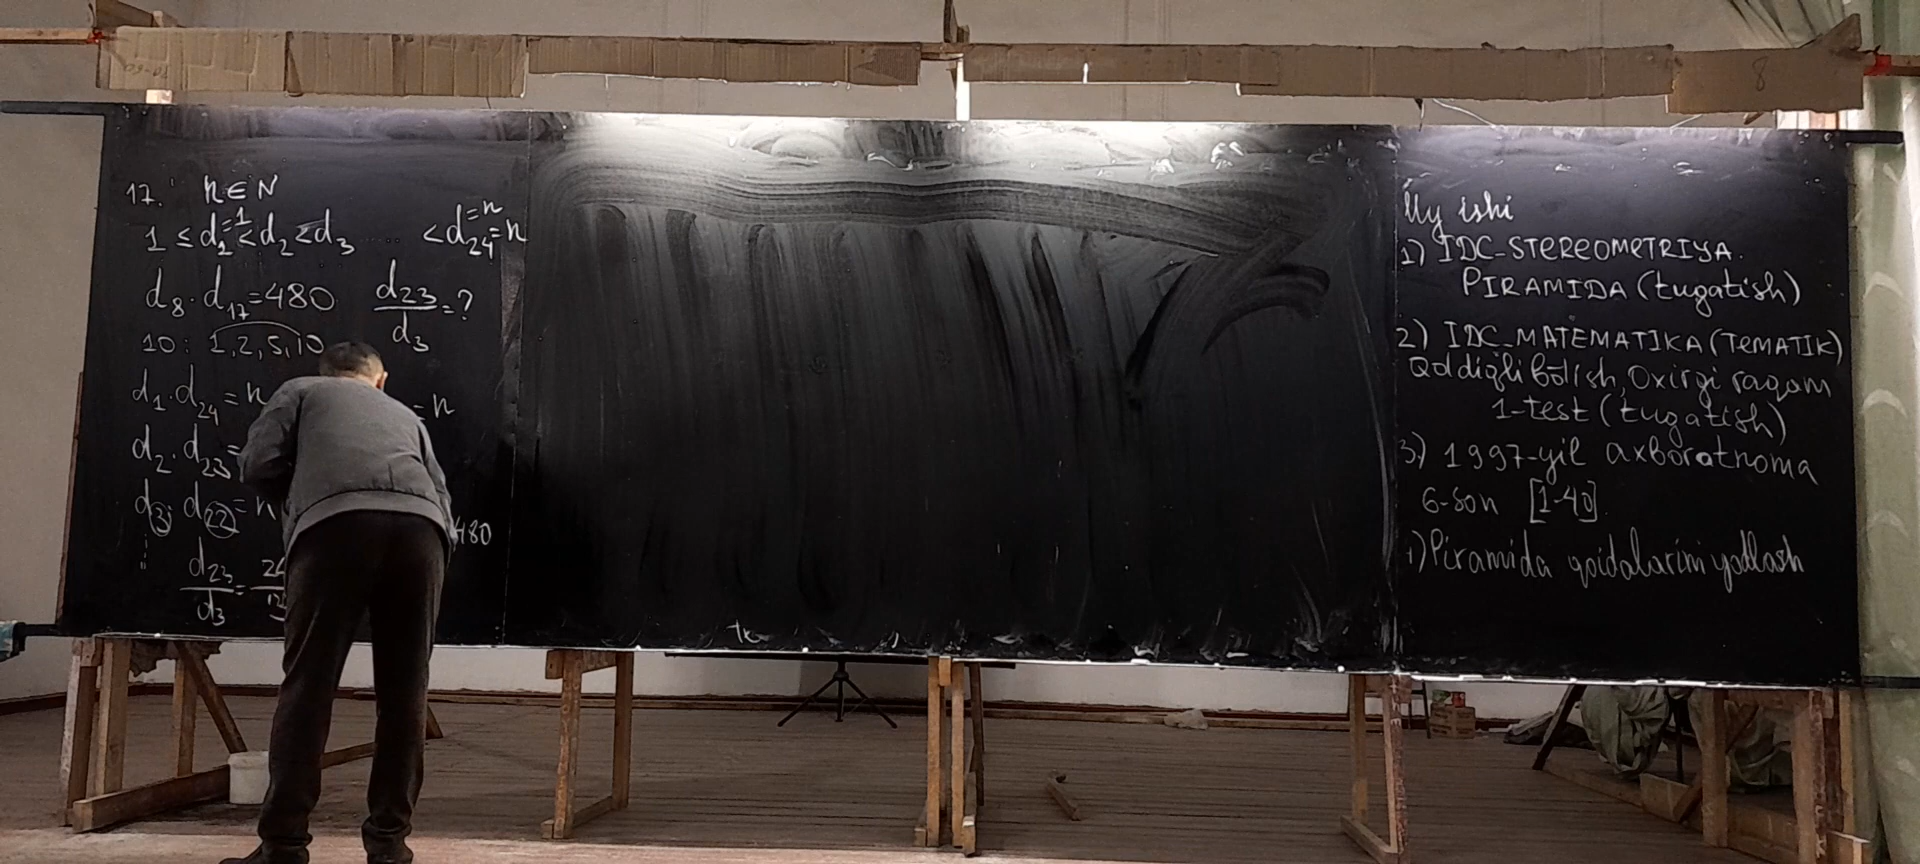 17. n∈N
1 ≤ d₁=1 < d₂ < d₃ .... < d₂₄=n =n
d₈ · d₁₇=480 d₂₃/d₃=?
10: 1,2,5,10
d₁·d₂₄=n =n
d₂·d₂₃=
d₃·d₂₂=n
480
d₂₃/d₃=
Uy ishi
1) IDC-STEREOMETRIYA.
PIRAMIDA (tugatish)
2) IDC-MATEMATIKA (TEMATIK)
Qoldiqli bõlish, Oxirgi raqam
1-test (tugatish)
3) 1997-yil axborotnoma
6-son [1-40]
4) Piramida qoidalarini yodlash
8